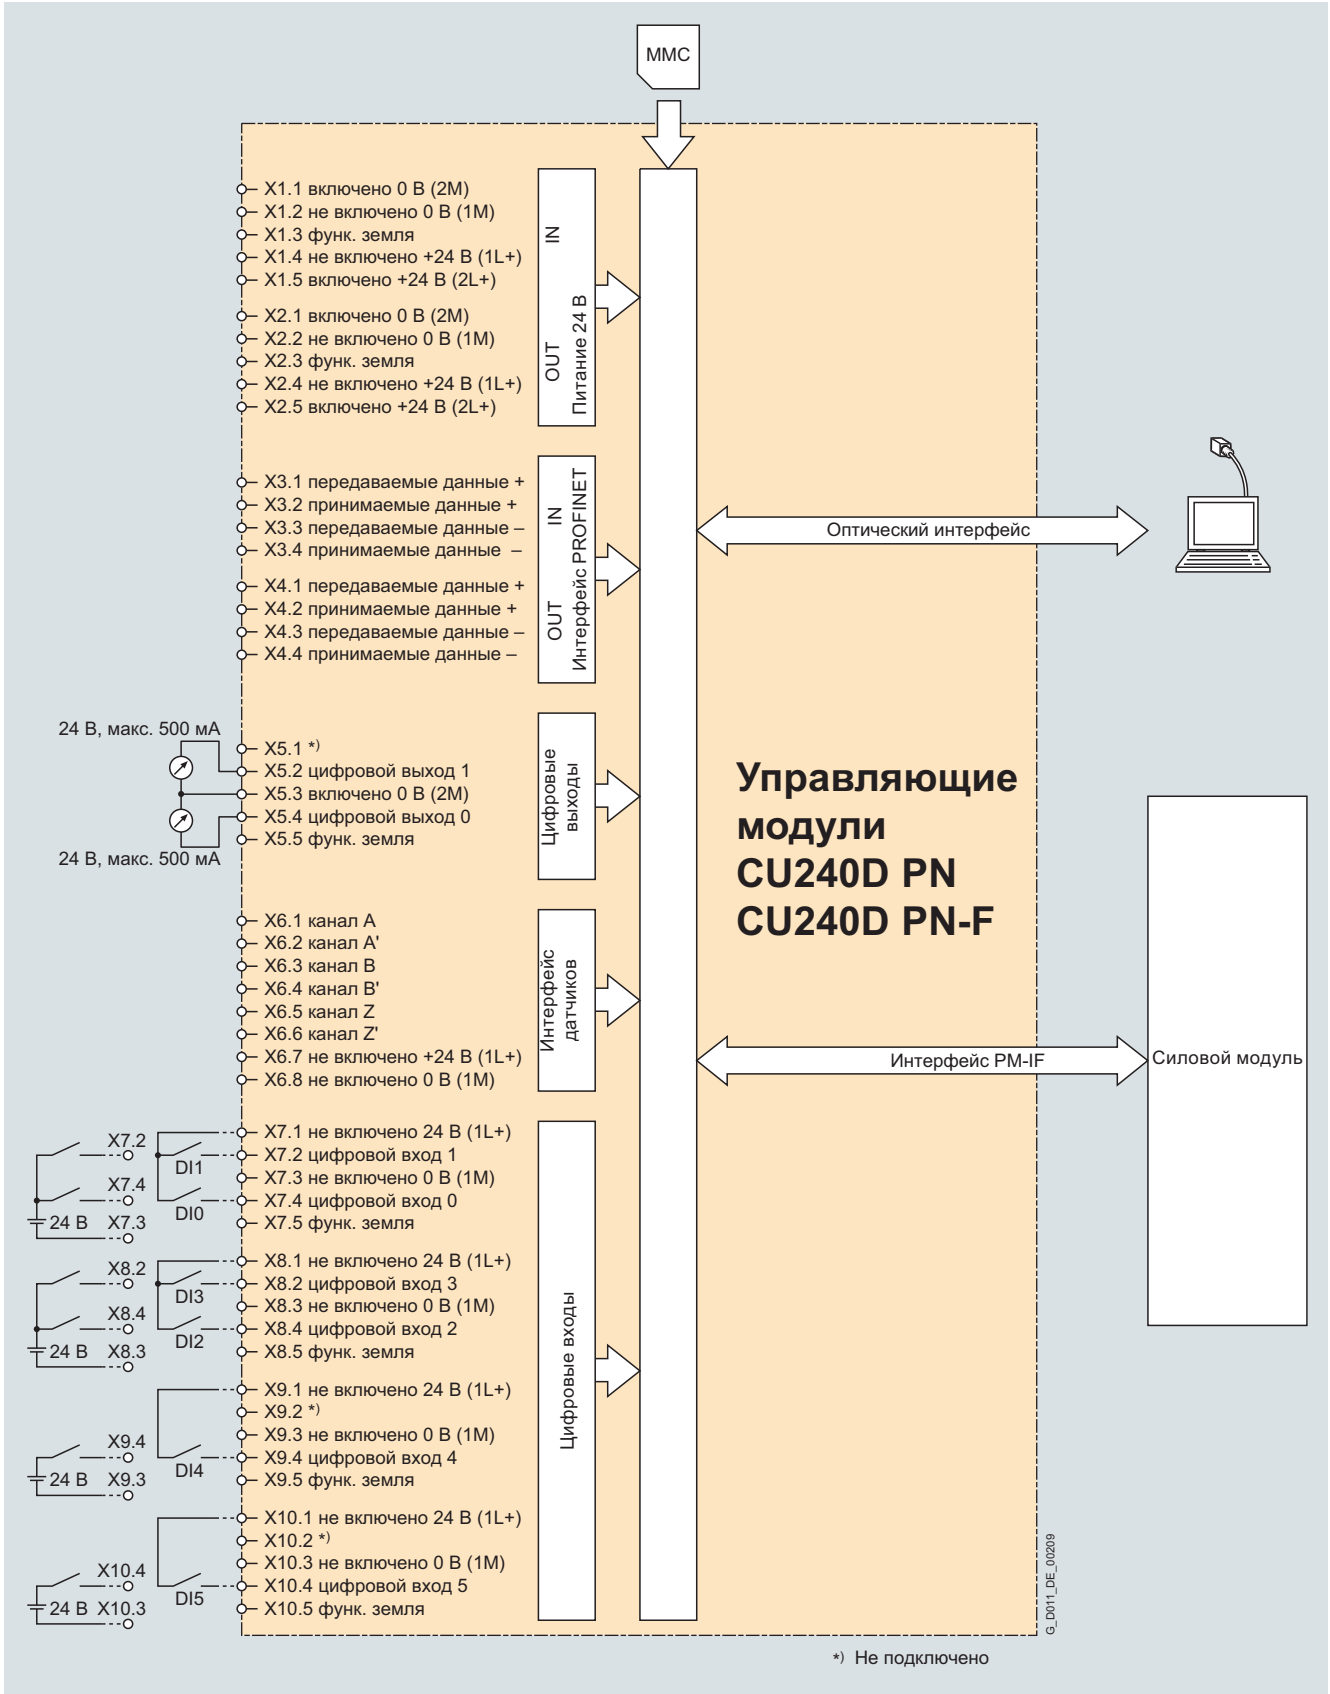 MMC
X1.1 включено 0 В (2M)
X1.2 не включено 0 В (1M)
X1.3 функ. земля
X1.4 не включено +24 В (1L+)
X1.5 включено +24 В (2L+)
X2.1 включено 0 В (2M)
X2.2 не включено 0 В (1M)
X2.3 функ. земля
X2.4 не включено +24 В (1L+)
X2.5 включено +24 В (2L+)
IN
OUT
Питание 24 В
X3.1 передаваемые данные +
X3.2 принимаемые данные +
X3.3 передаваемые данные –
X3.4 принимаемые данные –
X4.1 передаваемые данные +
X4.2 принимаемые данные +
X4.3 передаваемые данные –
X4.4 принимаемые данные –
IN
OUT
Интерфейс PROFINET
Оптический интерфейс
24 В, макс. 500 мА
X5.1 *)
X5.2 цифровой выход 1
X5.3 включено 0 В (2M)
X5.4 цифровой выход 0
X5.5 функ. земля
24 В, макс. 500 мА
Цифровые
выходы
Управляющие
модули
CU240D PN
CU240D PN-F
X6.1 канал A
X6.2 канал A'
X6.3 канал B
X6.4 канал B'
X6.5 канал Z
X6.6 канал Z'
X6.7 не включено +24 В (1L+)
X6.8 не включено 0 В (1M)
Интерфейс
датчиков
Интерфейс PM-IF
Силовой модуль
X7.2
X7.4
24 В X7.3
DI1
DI0
X7.1 не включено 24 В (1L+)
X7.2 цифровой вход 1
X7.3 не включено 0 В (1M)
X7.4 цифровой вход 0
X7.5 функ. земля
X8.2
X8.4
24 В X8.3
DI3
DI2
X8.1 не включено 24 В (1L+)
X8.2 цифровой вход 3
X8.3 не включено 0 В (1M)
X8.4 цифровой вход 2
X8.5 функ. земля
Цифровые входы
X9.4
24 В X9.3
DI4
X9.1 не включено 24 В (1L+)
X9.2 *)
X9.3 не включено 0 В (1M)
X9.4 цифровой вход 4
X9.5 функ. земля
X10.4
24 В X10.3
DI5
X10.1 не включено 24 В (1L+)
X10.2 *)
X10.3 не включено 0 В (1M)
X10.4 цифровой вход 5
X10.5 функ. земля
G_D011_DE_00209
*) Не подключено